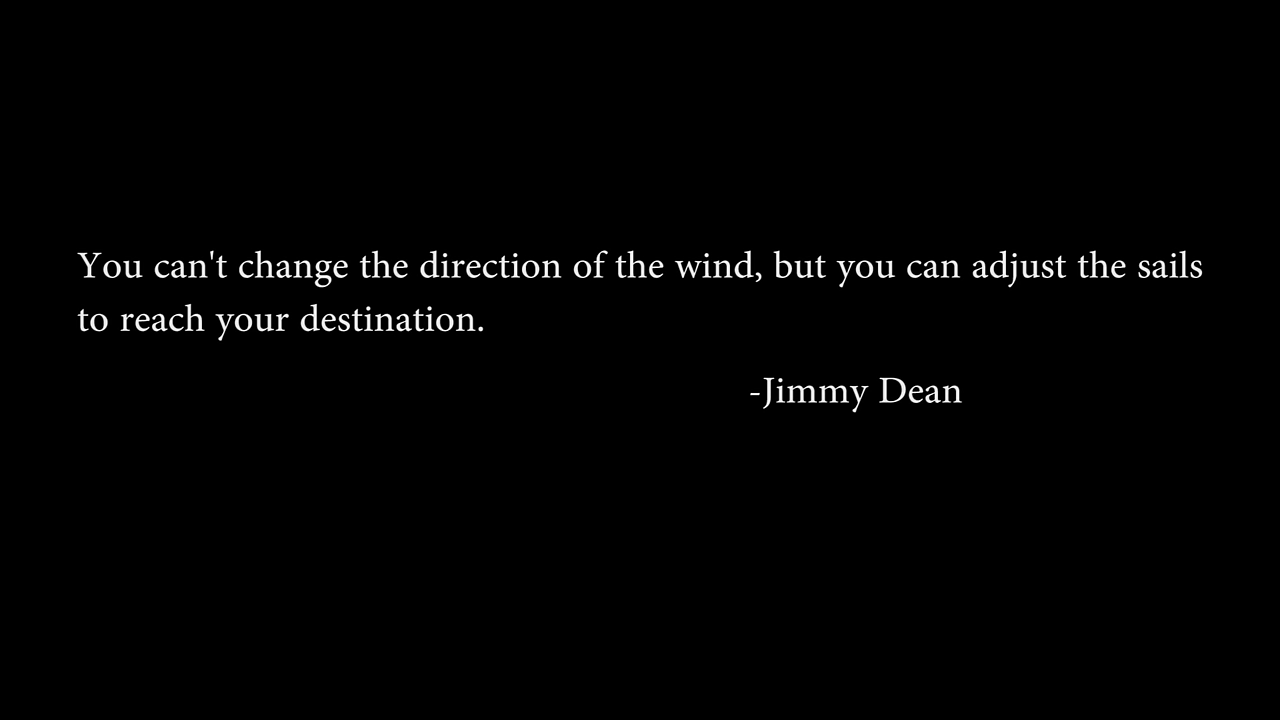 You can't change the direction of the wind, but you can adjust the sails
to reach your destination.
-Jimmy Dean